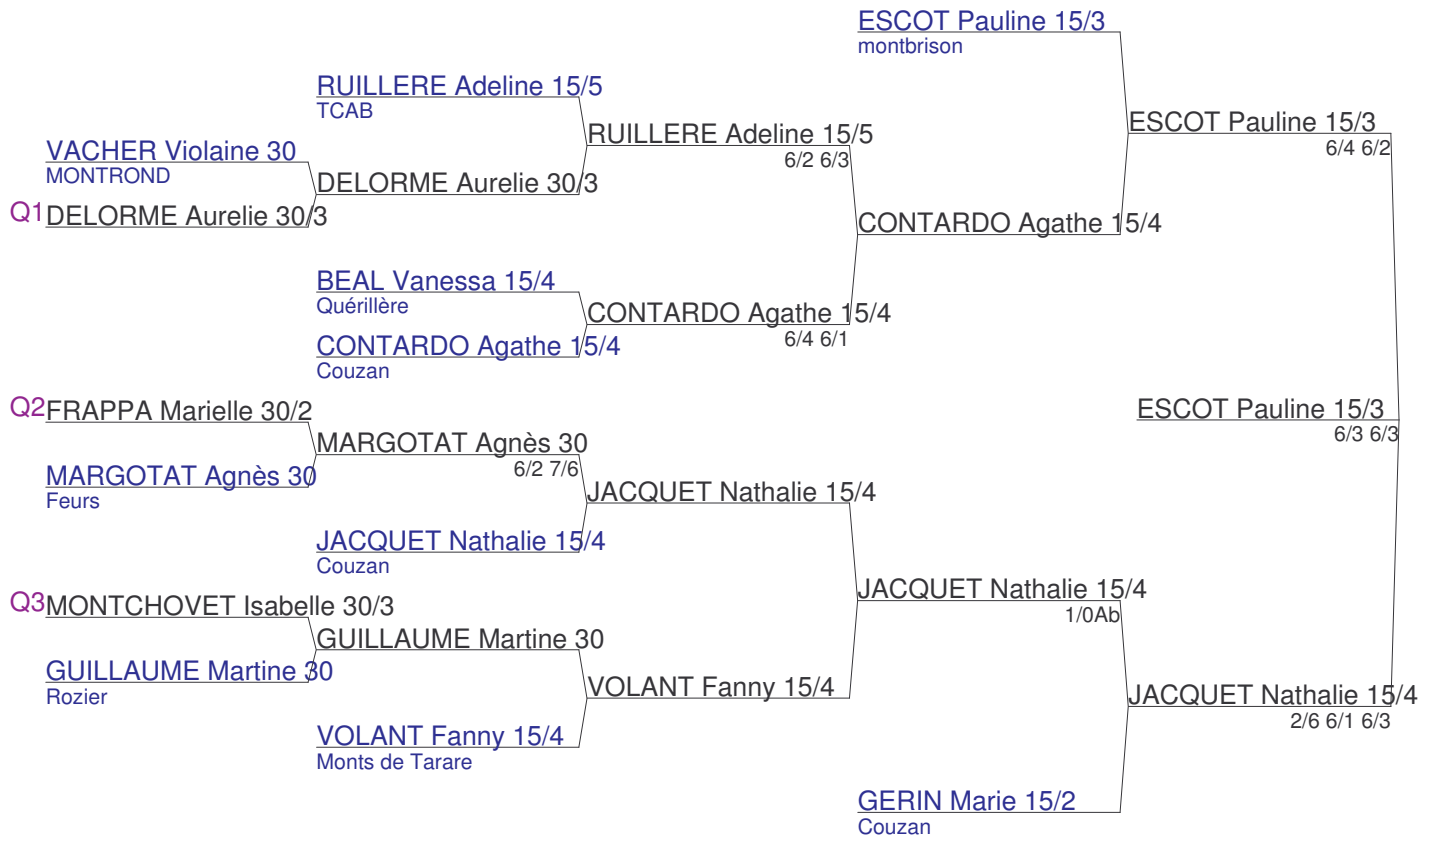 ESCOT Pauline 15/3
montbrison
RUILLERE Adeline 15/5
TCAB
ESCOT Pauline 15/3
6/4 6/2
RUILLERE Adeline 15/5
6/2 6/3
VACHER Violaine 30
MONTROND
DELORME Aurelie 30/3
Q1 DELORME Aurelie 30/3
CONTARDO Agathe 15/4
BEAL Vanessa 15/4
Quérillère
CONTARDO Agathe 15/4
6/4 6/1
CONTARDO Agathe 15/4
Couzan
Q2 FRAPPA Marielle 30/2
ESCOT Pauline 15/3
6/3 6/3
MARGOTAT Agnès 30
6/2 7/6
MARGOTAT Agnès 30
Feurs
JACQUET Nathalie 15/4
JACQUET Nathalie 15/4
Couzan
JACQUET Nathalie 15/4
1/0Ab
Q3 MONTCHOVET Isabelle 30/3
GUILLAUME Martine 30
GUILLAUME Martine 30
Rozier
VOLANT Fanny 15/4
JACQUET Nathalie 15/4
2/6 6/1 6/3
VOLANT Fanny 15/4
Monts de Tarare
GERIN Marie 15/2
Couzan